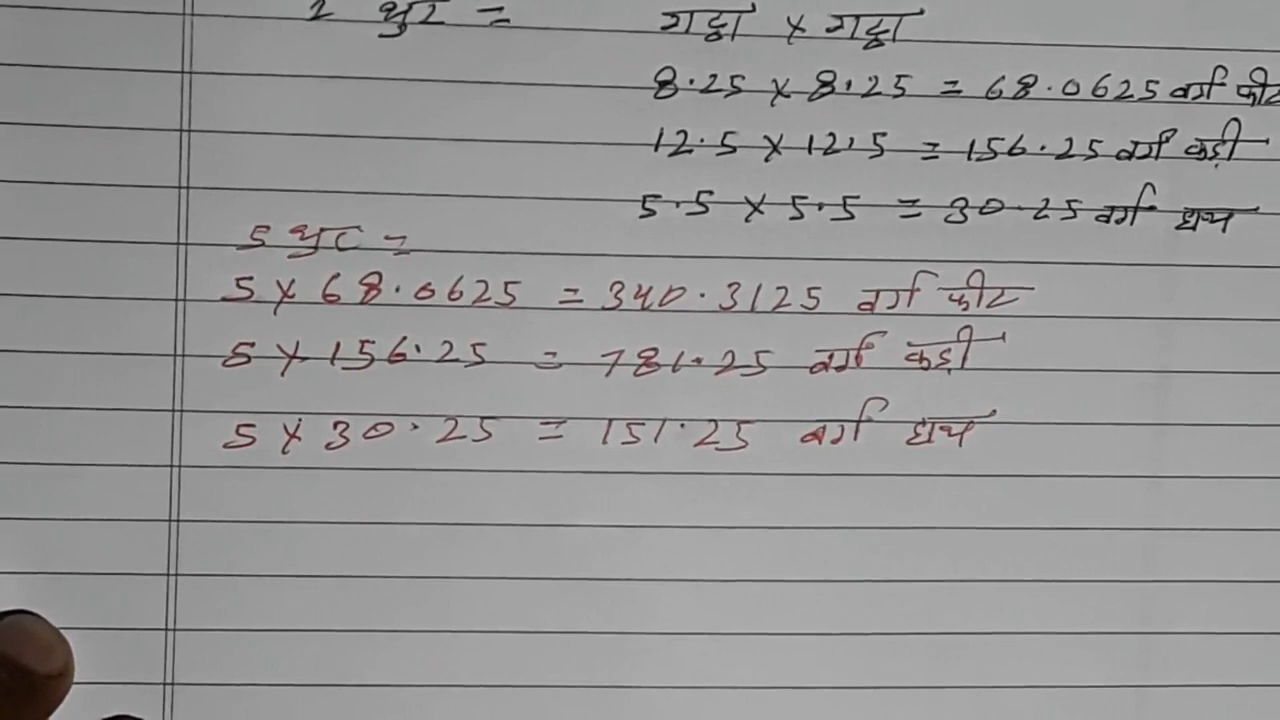 1 धुर = गट्ठा × गट्ठा
8.25 × 8.25 = 68.0625 वर्ग फीट
12.5 × 12.5 = 156.25 वर्ग कड़ी
5.5 × 5.5 = 30.25 वर्ग हाथ
5 धुर =
5 × 68.0625 = 340.3125 वर्ग फीट
5 × 156.25 = 781.25 वर्ग कड़ी
5 × 30.25 = 151.25 वर्ग हाथ